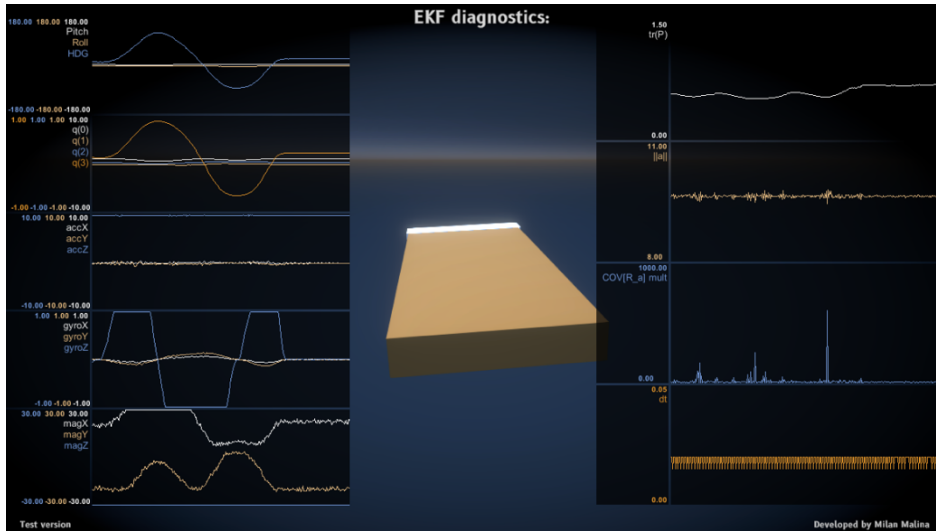 EKF diagnostics:
180.00 180.00 180.00
Pitch
Roll
HDG
-180.00 -180.00 -180.00
1.00 1.00 1.00 10.00
q(0)
q(1)
q(2)
q(3)
-1.00 -1.00 -1.00 -10.00
10.00 10.00 10.00
accX
accY
accZ
-10.00 -10.00 -10.00
1.00 1.00 1.00
gyroX
gyroY
gyroZ
-1.00 -1.00 -1.00
30.00 30.00 30.00
magX
magY
magZ
-30.00 -30.00 -30.00
Test version
1.50
tr(P)
0.00
11.00
||a||
8.00
1000.00
COV[R_a] mult
0.00
0.05
dt
0.00
Developed by Milan Malina